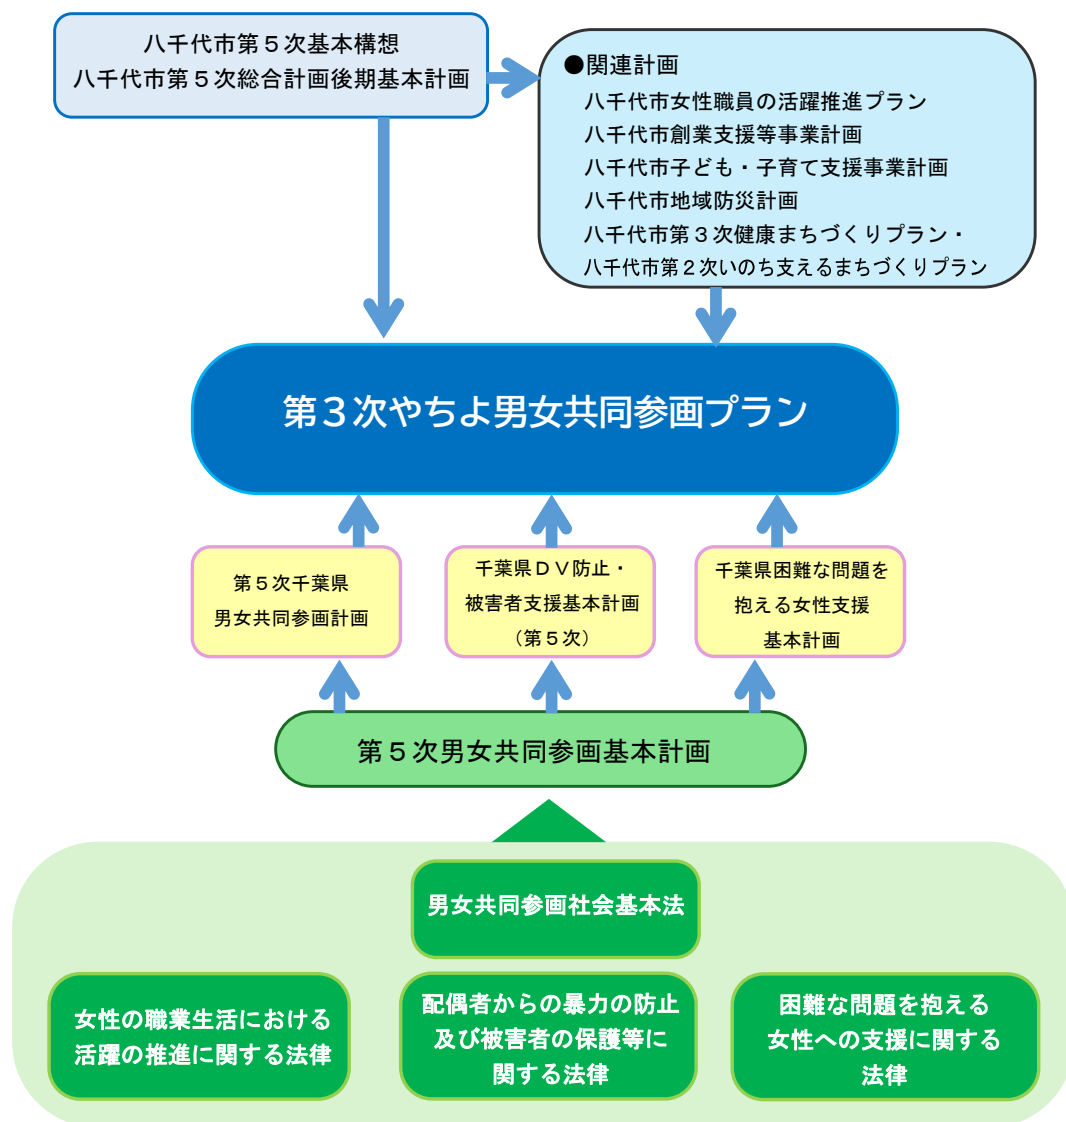 八千代市第５次基本構想
八千代市第５次総合計画後期基本計画
●関連計画
八千代市女性職員の活躍推進プラン
八千代市創業支援等事業計画
八千代市子ども・子育て支援事業計画
八千代市地域防災計画
八千代市第３次健康まちづくりプラン・
八千代市第２次いのち支えるまちづくりプラン
第３次やちよ男女共同参画プラン
第５次千葉県
男女共同参画計画
千葉県ＤＶ防止・
被害者支援基本計画
（第５次）
千葉県困難な問題を
抱える女性支援
基本計画
第５次男女共同参画基本計画
男女共同参画社会基本法
女性の職業生活における
活躍の推進に関する法律
配偶者からの暴力の防止
及び被害者の保護等に
関する法律
困難な問題を抱える
女性への支援に関する
法律